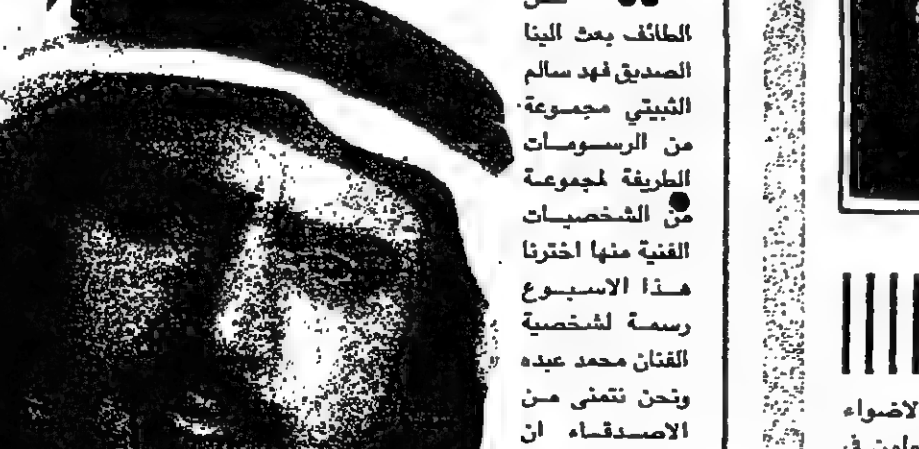 الطائف بعث الينا
الصديق فهد سالم
الثبيتي مجموعة
من الرسومات
الطريفة لمجموعة
من الشخصيات
الفنية منها اخترنا
هذا الاسبوع
رسمة لشخصية
الفنان محمد عبده
ونحن نتمنى من
الاصدقاء ان
الاضواء